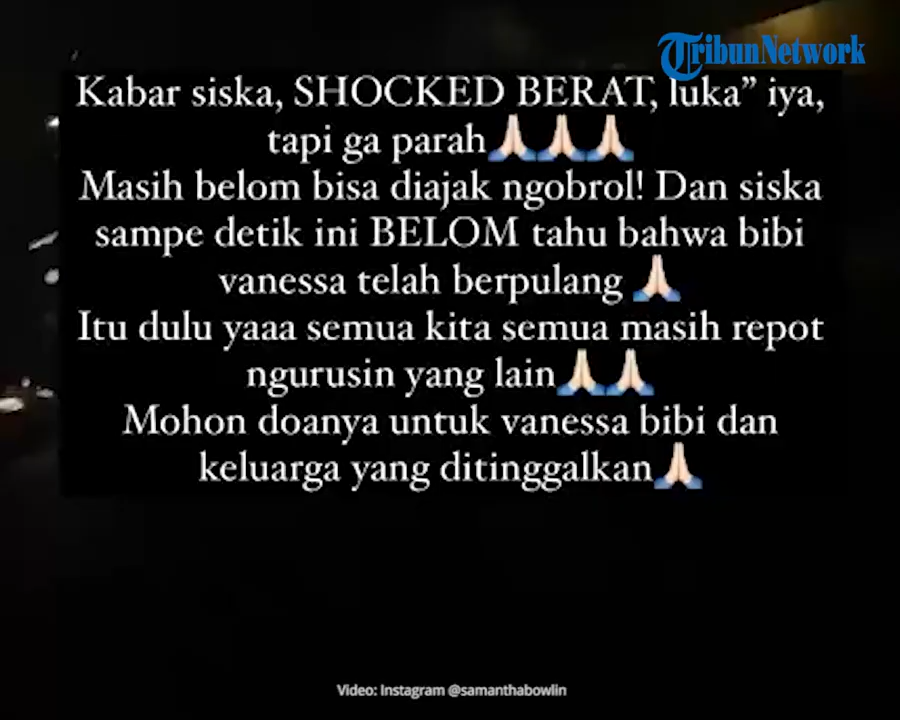 TribunNetwork
Kabar siska, SHOCKED BERAT, luka” iya,
tapi ga parah🙏🏻🙏🏻🙏🏻
Masih belom bisa diajak ngobrol! Dan siska
sampe detik ini BELOM tahu bahwa bibi
vanessa telah berpulang 🙏🏻
Itu dulu yaaa semua kita semua masih repot
ngurusin yang lain🙏🏻🙏🏻
Mohon doanya untuk vanessa bibi dan
keluarga yang ditinggalkan🙏🏻
Video: Instagram @samanthabowlin